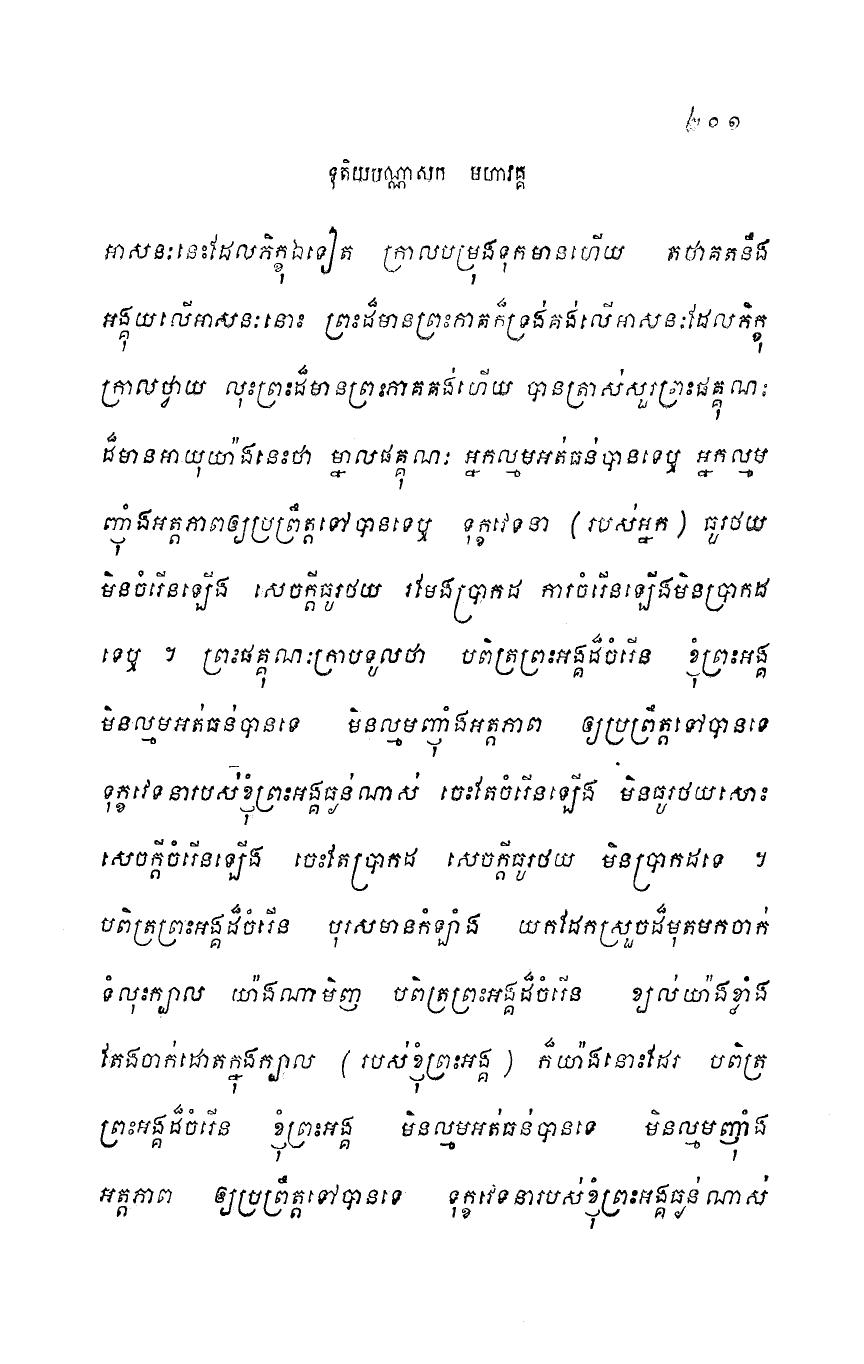 ២០១
ទុតិយបណ្ណាសក មហាវគ្គ
អាសនៈនេះដែលភិក្ខុឯទៀត ក្រាលបម្រុងទុកមានហើយ តថាគតនឹង
អង្គុយលើអាសនៈនោះ ព្រះដ៏មានព្រះភាគក៏ទ្រង់គង់លើអាសនៈដែលភិក្ខុ
ក្រាលថ្វាយ លុះព្រះដ៏មានព្រះភាគគង់ហើយ បានត្រាស់សួរព្រះផគ្គុណៈ
ដ៏មានអាយុយ៉ាងនេះថា ម្នាលផគ្គុណៈ អ្នកល្មមអត់ធន់បានទេឬ អ្នកល្មម
ញ៉ាំងអត្តភាពឲ្យប្រព្រឹត្តទៅបានទេឬ ទុក្ខវេទនា (របស់អ្នក) ធូរថយ
មិនចំរើនឡើង សេចក្តីធូរថយ រមែងប្រាកដ ការចំរើនឡើងមិនប្រាកដ
ទេឬ ។ ព្រះផគ្គុណៈក្រាបទូលថា បពិត្រព្រះអង្គដ៏ចំរើន ខ្ញុំព្រះអង្គ
មិនល្មមអត់ធន់បានទេ មិនល្មមញ៉ាំងអត្តភាព ឲ្យប្រព្រឹត្តទៅបានទេ
ទុក្ខវេទនារបស់ខ្ញុំព្រះអង្គធ្ងន់ណាស់ ចេះតែចំរើនឡើង មិនធូរថយសោះ
សេចក្តីចំរើនឡើង ចេះតែប្រាកដ សេចក្តីធូរថយ មិនប្រាកដទេ ។
បពិត្រព្រះអង្គដ៏ចំរើន បុរសមានកំឡាំង យកដែកស្រួចដ៏មុតមកចាក់
ទំលុះក្បាល យ៉ាងណាមិញ បពិត្រព្រះអង្គដ៏ចំរើន ខ្យល់យ៉ាងខ្លាំង
តែងចាក់ដោតក្នុងក្បាល (របស់ខ្ញុំព្រះអង្គ) ក៏យ៉ាងនោះដែរ បពិត្រ
ព្រះអង្គដ៏ចំរើន ខ្ញុំព្រះអង្គ មិនល្មមអត់ធន់បានទេ មិនល្មមញ៉ាំង
អត្តភាព ឲ្យប្រព្រឹត្តទៅបានទេ ទុក្ខវេទនារបស់ខ្ញុំព្រះអង្គធ្ងន់ណាស់